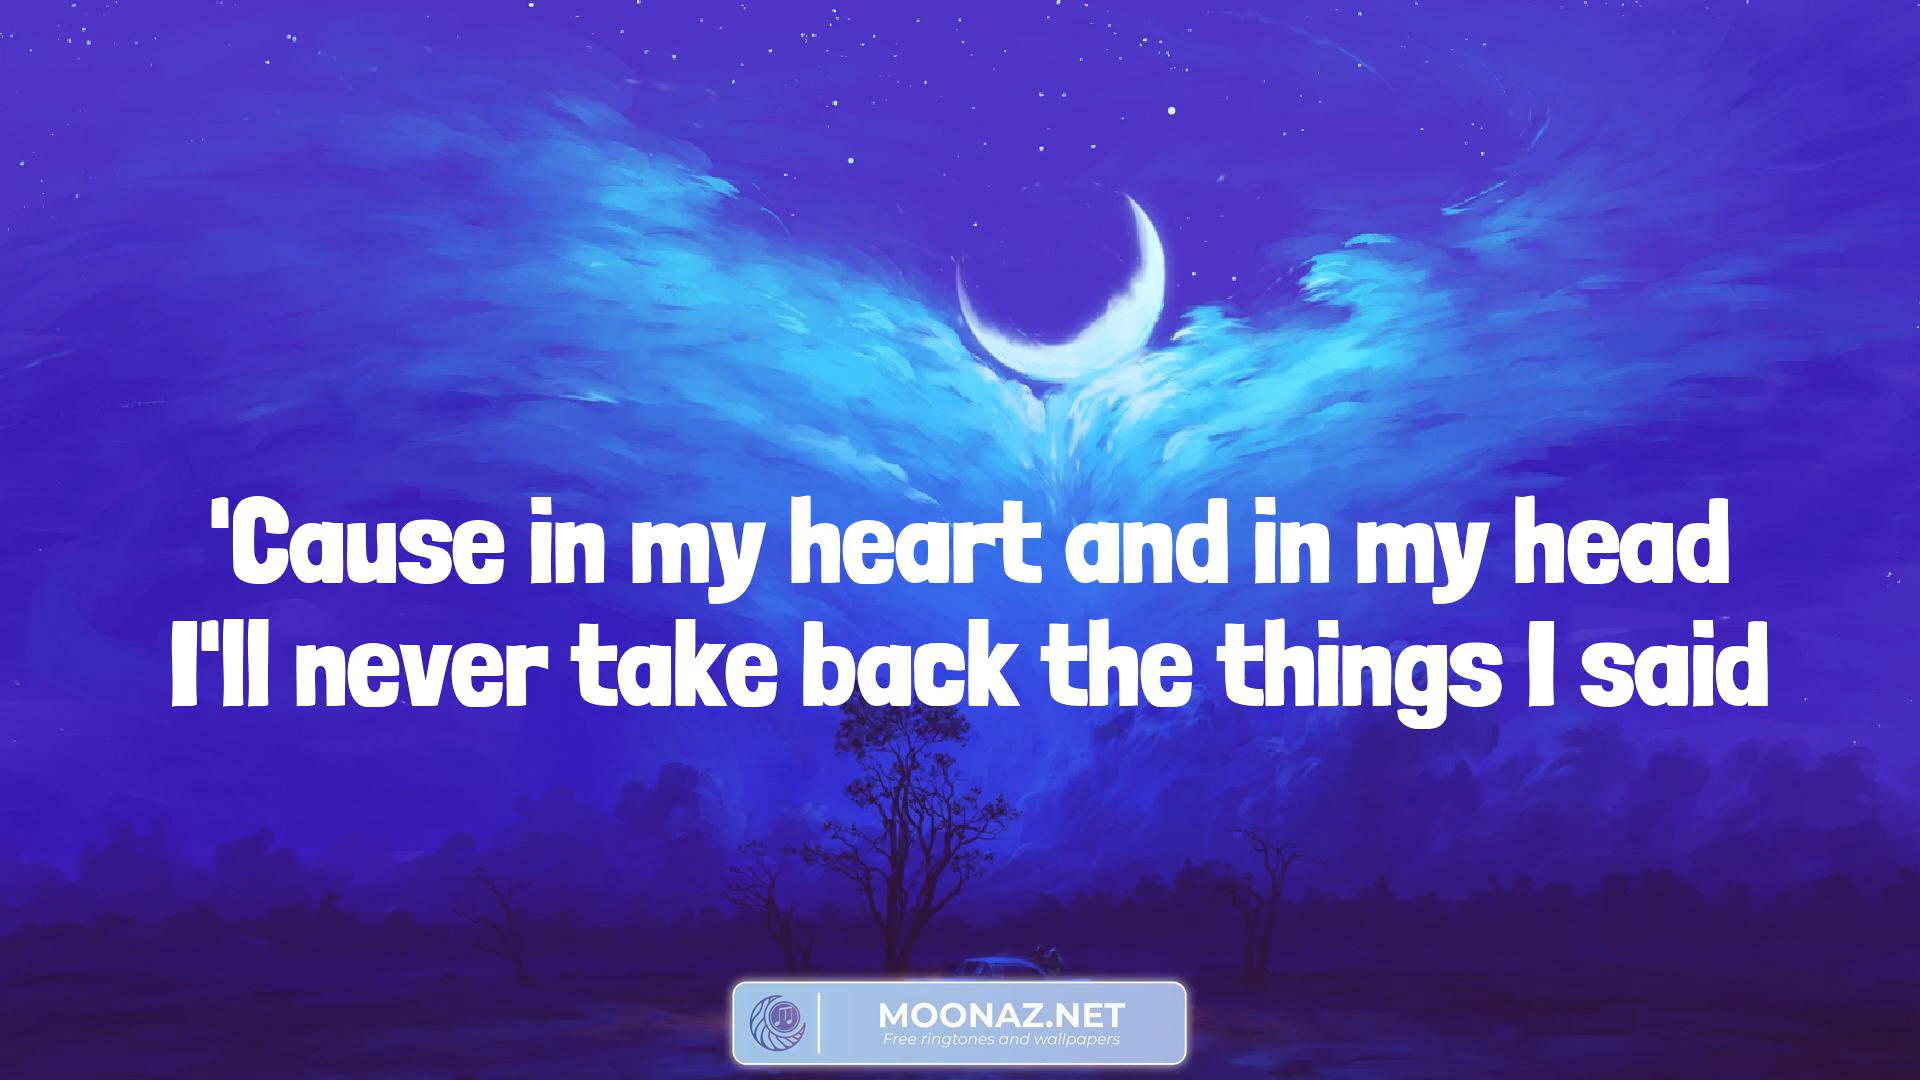 'Cause in my heart and in my head
I'll never take back the things I said
MOONAZ.NET
Free ringtones and wallpapers